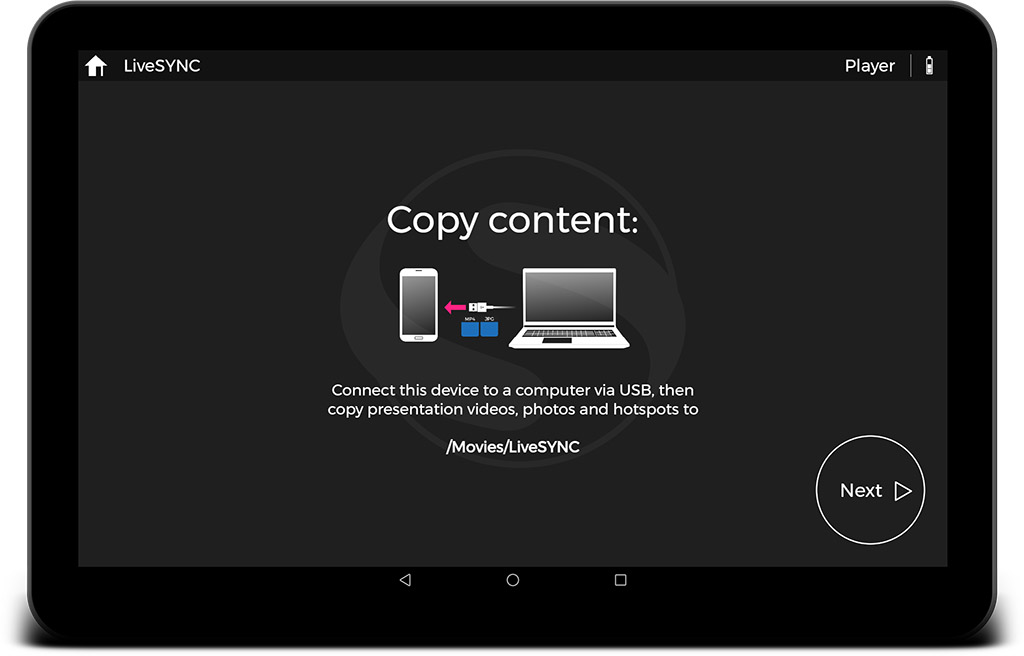 LiveSYNC
Player
Copy content:
MP4 JPG
Connect this device to a computer via USB, then
copy presentation videos, photos and hotspots to
/Movies/LiveSYNC
Next